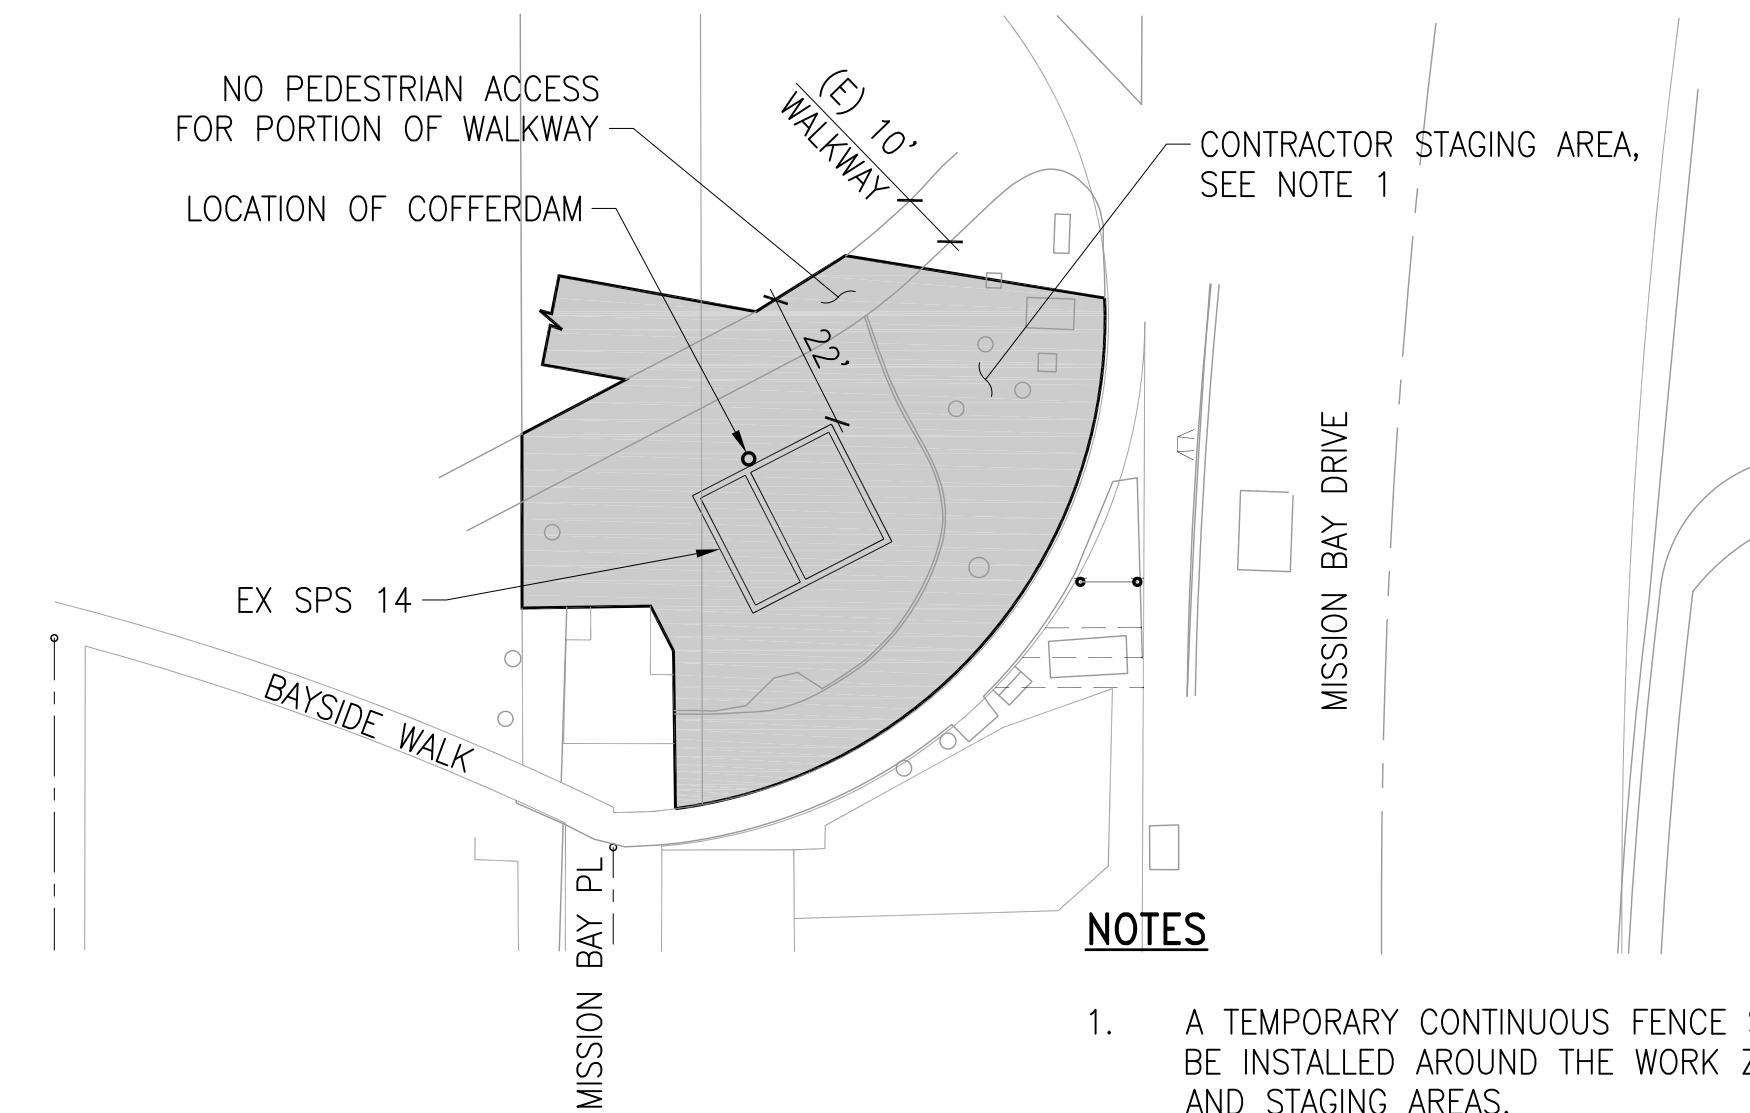 NO PEDESTRIAN ACCESS
FOR PORTION OF WALKWAY
(E) 10'
WALKWAY
CONTRACTOR STAGING AREA,
SEE NOTE 1
LOCATION OF COFFERDAM
22'
EX SPS 14
MISSION BAY DRIVE
BAYSIDE WALK
MISSION BAY PL
NOTES
1. A TEMPORARY CONTINUOUS FENCE
BE INSTALLED AROUND THE WORK
AND STAGING AREAS.